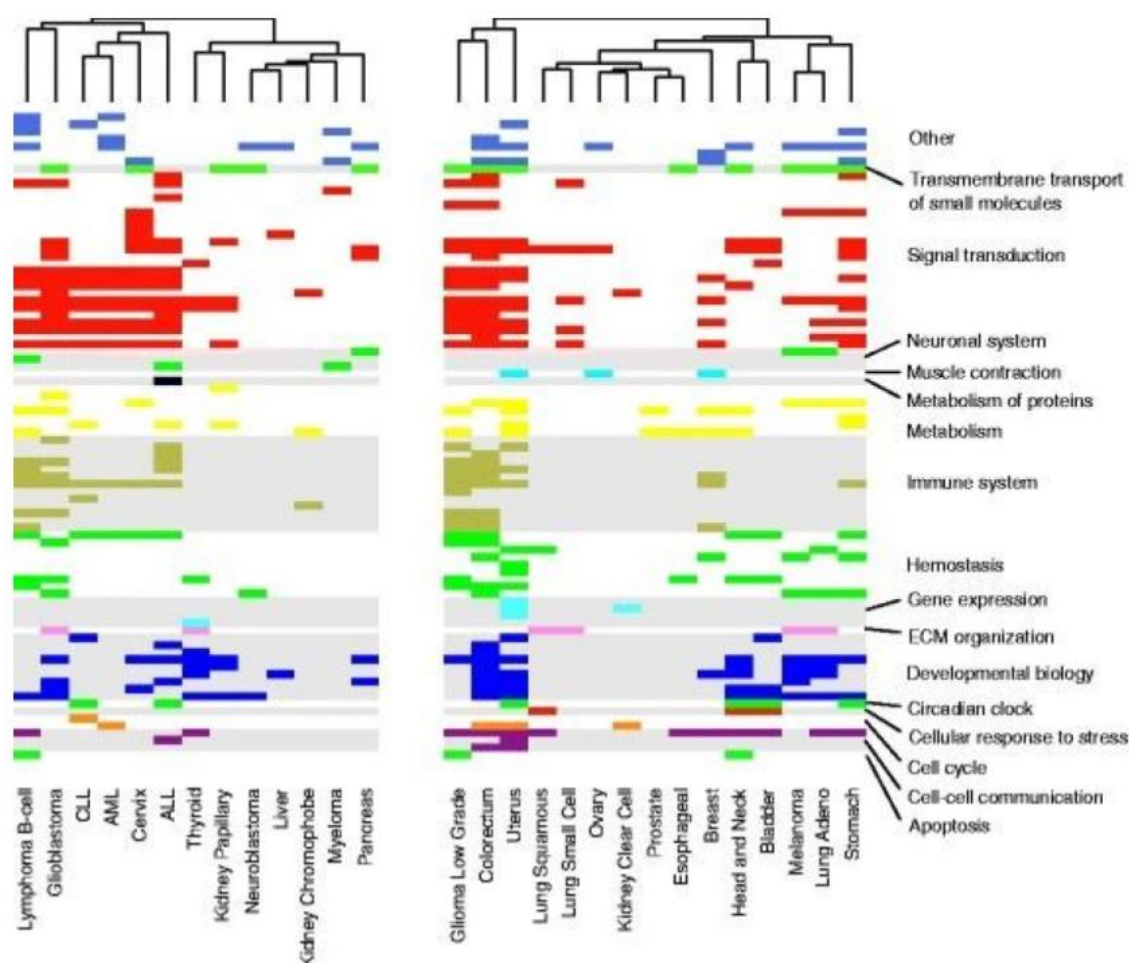 Other
Transmembrane transport
of small molecules
Signal transduction
Neuronal system
Muscle contraction
Metabolism of proteins
Metabolism
Immune system
Hemostasis
Gene expression
ECM organization
Developmental biology
Circadian clock
Cellular response to stress
Cell cycle
Cell-cell communication
Apoptosis
Lymphoma B-cell
Glioblastoma
CLL
AML
Cervix
ALL
Thyroid
Kidney Papillary
Neuroblastoma
Liver
Kidney Chromophobe
Myeloma
Pancreas
Glioma Low Grade
Colorectum
Uterus
Lung Squamous
Lung Small Cell
Ovary
Kidney Clear Cell
Prostate
Esophageal
Breast
Head and Neck
Bladder
Melanoma
Lung Adeno
Stomach